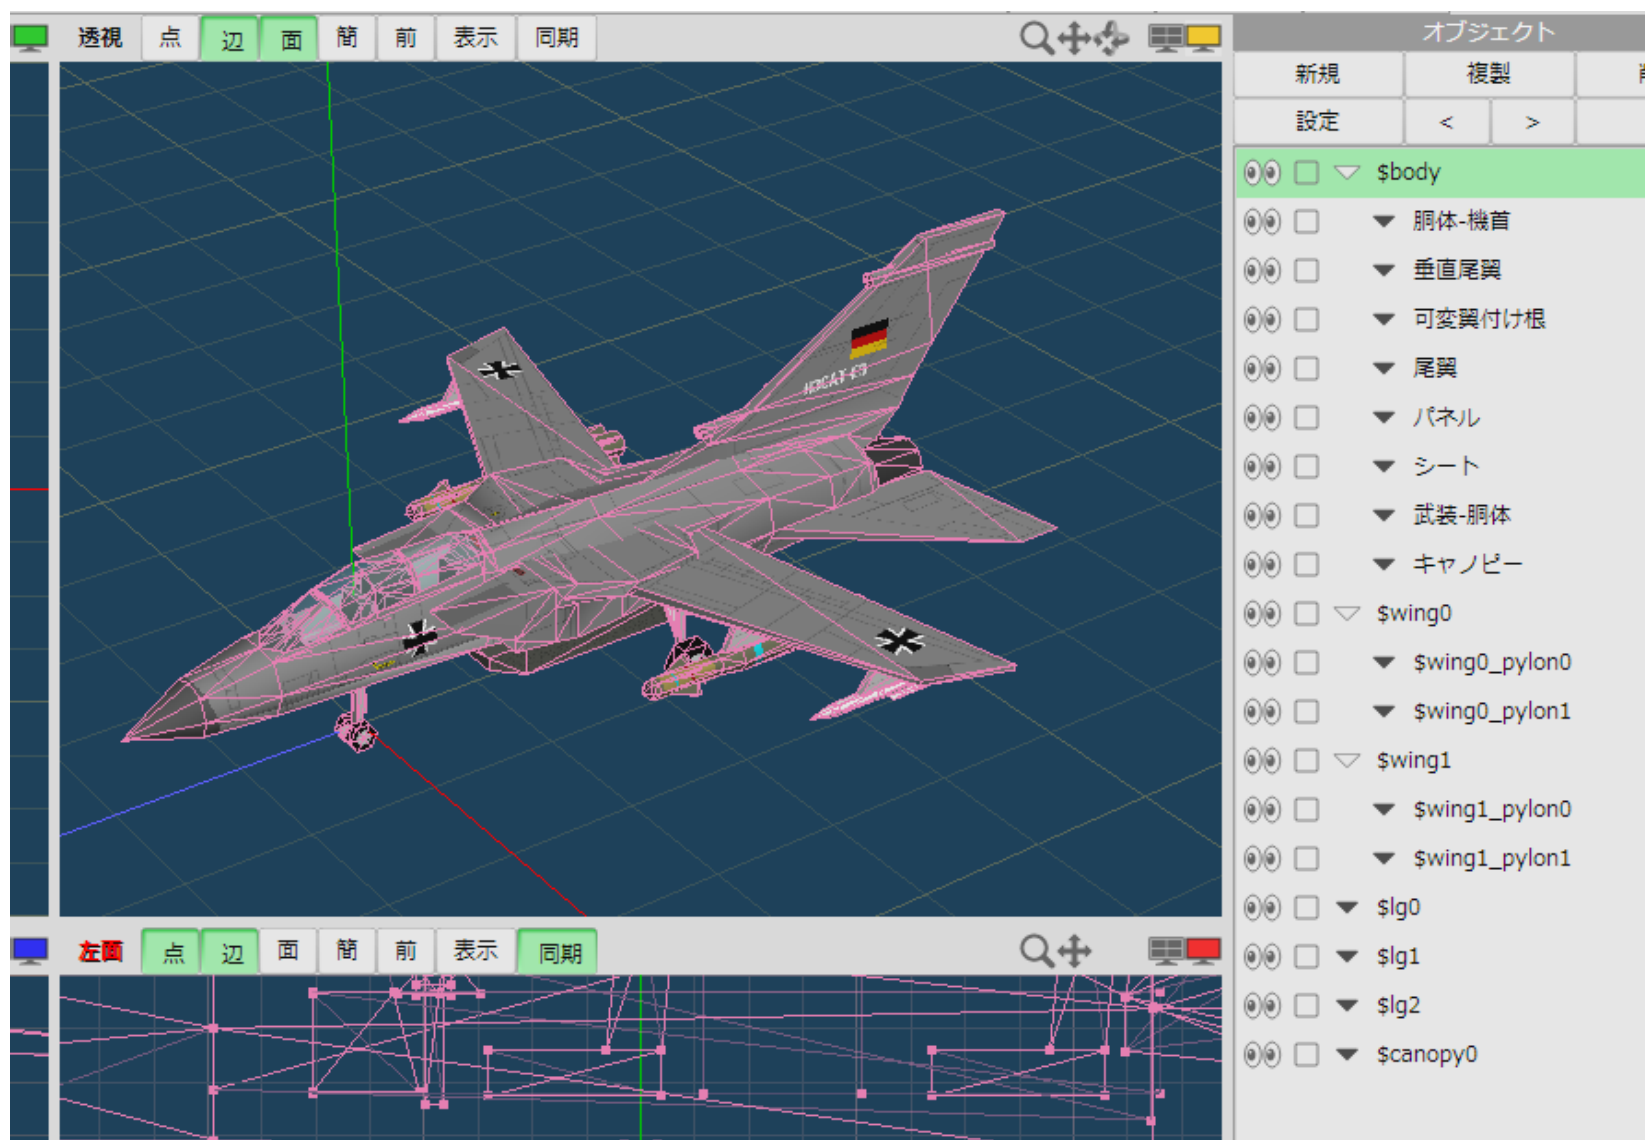 透視 点 辺 面 簡 前 表示 同期
オブジェクト
新規 複製
設定 < >
$body
胴体-機首
垂直尾翼
可変翼付け根
尾翼
パネル
シート
武装-胴体
キャノピー
$wing0
$wing0_pylon0
$wing0_pylon1
$wing1
$wing1_pylon0
$wing1_pylon1
$lg0
$lg1
$lg2
$canopy0
左面 点 辺 面 簡 前 表示 同期